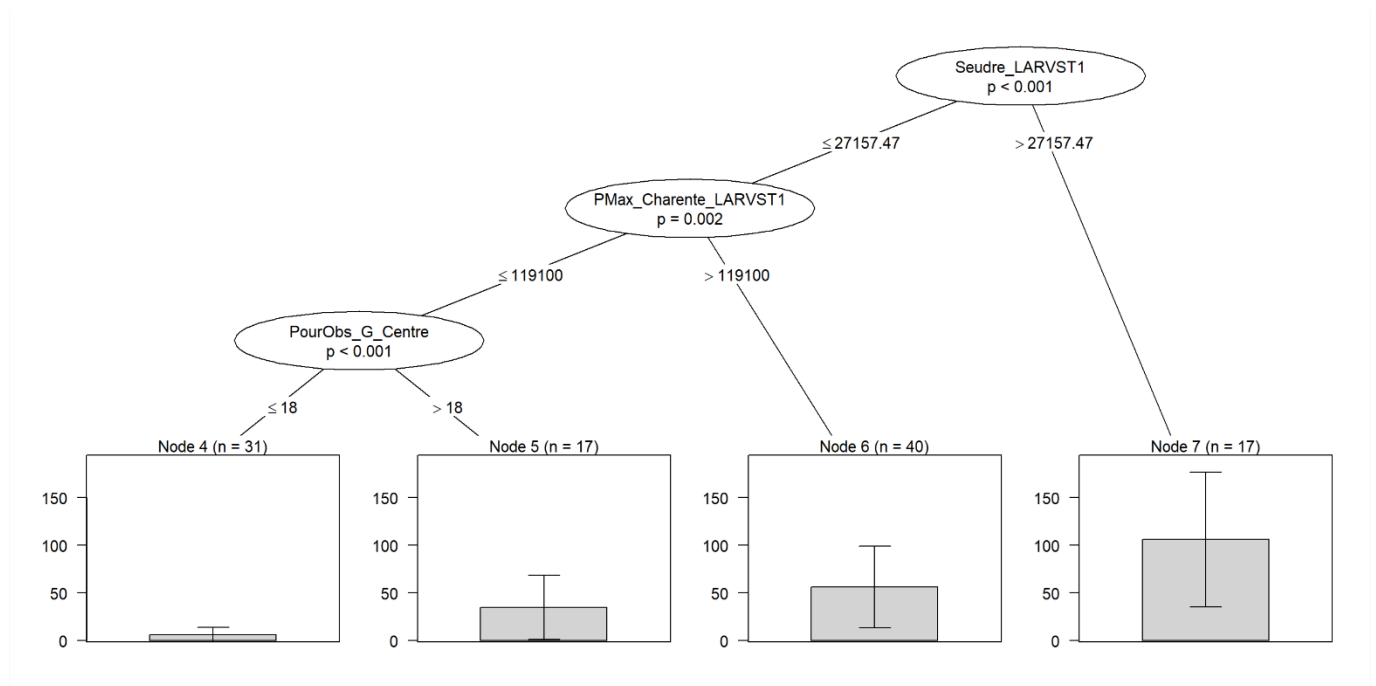 Seudre_LARVST1
p < 0.001
≤ 27157.47
> 27157.47
PMax_Charente_LARVST1
p = 0.002
≤ 119100
> 119100
PourObs_G_Centre
p < 0.001
≤ 18
> 18
Node 4 (n = 31)
150
100
50
0
Node 5 (n = 17)
150
100
50
0
Node 6 (n = 40)
150
100
50
0
Node 7 (n = 17)
150
100
50
0